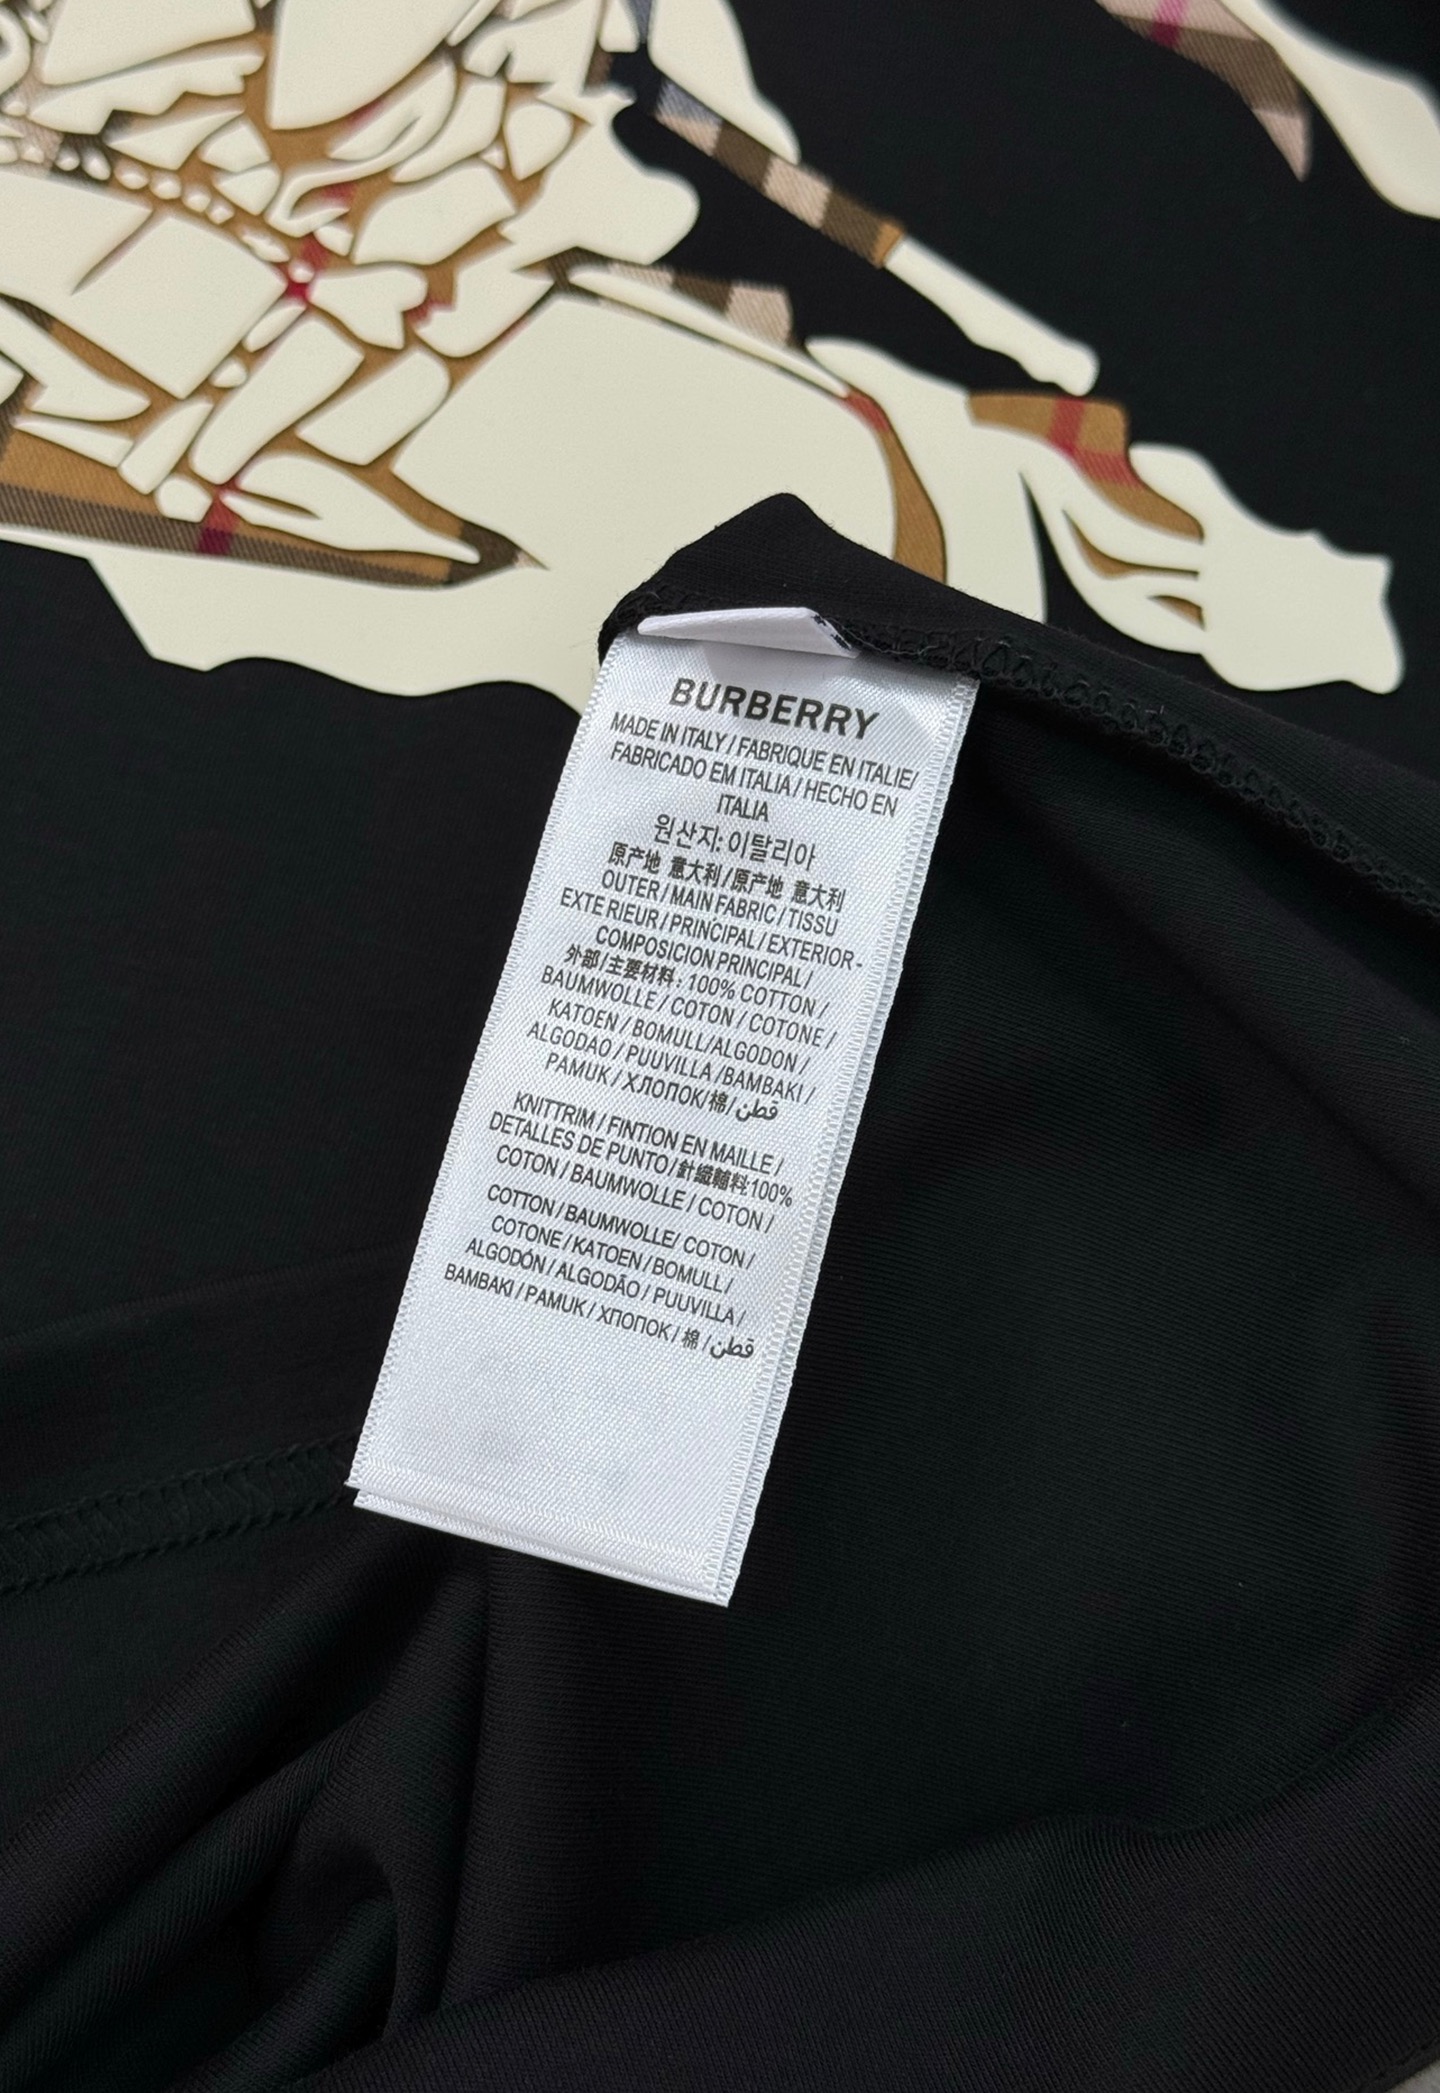 BURBERRY
MADE IN ITALY / FABRIQUE EN ITALIE/
FABRICADO EM ITALIA / HECHO EN
ITALIA
원산지: 이탈리아
原产地 意大利 / 原产地 意大利
OUTER / MAIN FABRIC / TISSU
EXTE RIEUR / PRINCIPAL / EXTERIOR-
COMPOSICION PRINCIPAL /
外部 / 主要材料 : 100% COTTON /
BAUMWOLLE / COTON / COTONE /
KATOEN / BOMULL/ALGODON /
ALGODAO / PUUVILLA /BAMBAKI /
PAMUK / ХЛОПОК/ 棉/ قطن
KNITTRIM / FINTION EN MAILLE /
DETALLES DE PUNTO / 針織輔料:100%
COTON / BAUMWOLLE / COTON /
COTTON / BAUMWOLLE/ COTON /
COTONE / KATOEN / BOMULL /
ALGODÓN / ALGODÃO / PUUVILLA /
BAMBAKI / PAMUK / ХПОПОК / 棉 / قطن